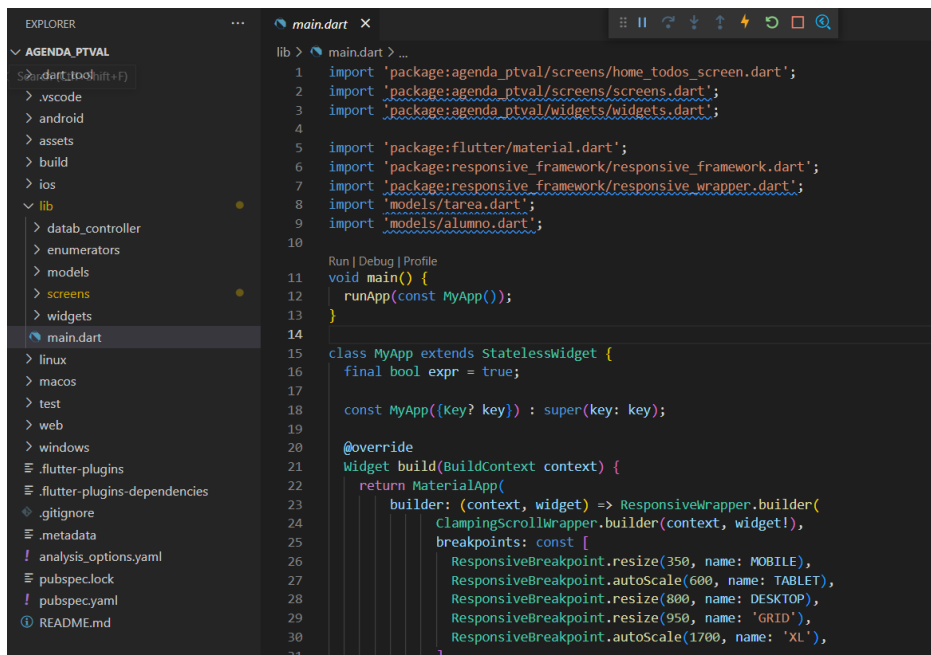 EXPLORER
AGENDA_PTVAL
.dart_tool
.vscode
android
assets
build
ios
lib
datab_controller
enumerators
models
screens
widgets
main.dart
linux
macos
test
web
windows
.flutter-plugins
.flutter-plugins-dependencies
.gitignore
.metadata
analysis_options.yaml
pubspec.lock
pubspec.yaml
README.md
main.dart
lib > main.dart > ...
1 import 'package:agenda_ptval/screens/home_todos_screen.dart';
2 import 'package:agenda_ptval/screens/screens.dart';
3 import 'package:agenda_ptval/widgets/widgets.dart';
4
5 import 'package:flutter/material.dart';
6 import 'package:responsive_framework/responsive_framework.dart';
7 import 'package:responsive_framework/responsive_wrapper.dart';
8 import 'models/tarea.dart';
9 import 'models/alumno.dart';
10
Run | Debug | Profile
11 void main() {
12 runApp(const MyApp());
13 }
14
15 class MyApp extends StatelessWidget {
16 final bool expr = true;
17
18 const MyApp({Key? key}) : super(key: key);
19
20 @override
21 Widget build(BuildContext context) {
22 return MaterialApp(
23 builder: (context, widget) => ResponsiveWrapper.builder(
24 ClampingScrollWrapper.builder(context, widget!),
25 breakpoints: const [
26 ResponsiveBreakpoint.resize(350, name: MOBILE),
27 ResponsiveBreakpoint.autoScale(600, name: TABLET),
28 ResponsiveBreakpoint.resize(800, name: DESKTOP),
29 ResponsiveBreakpoint.resize(950, name: 'GRID'),
30 ResponsiveBreakpoint.autoScale(1700, name: 'XL'),